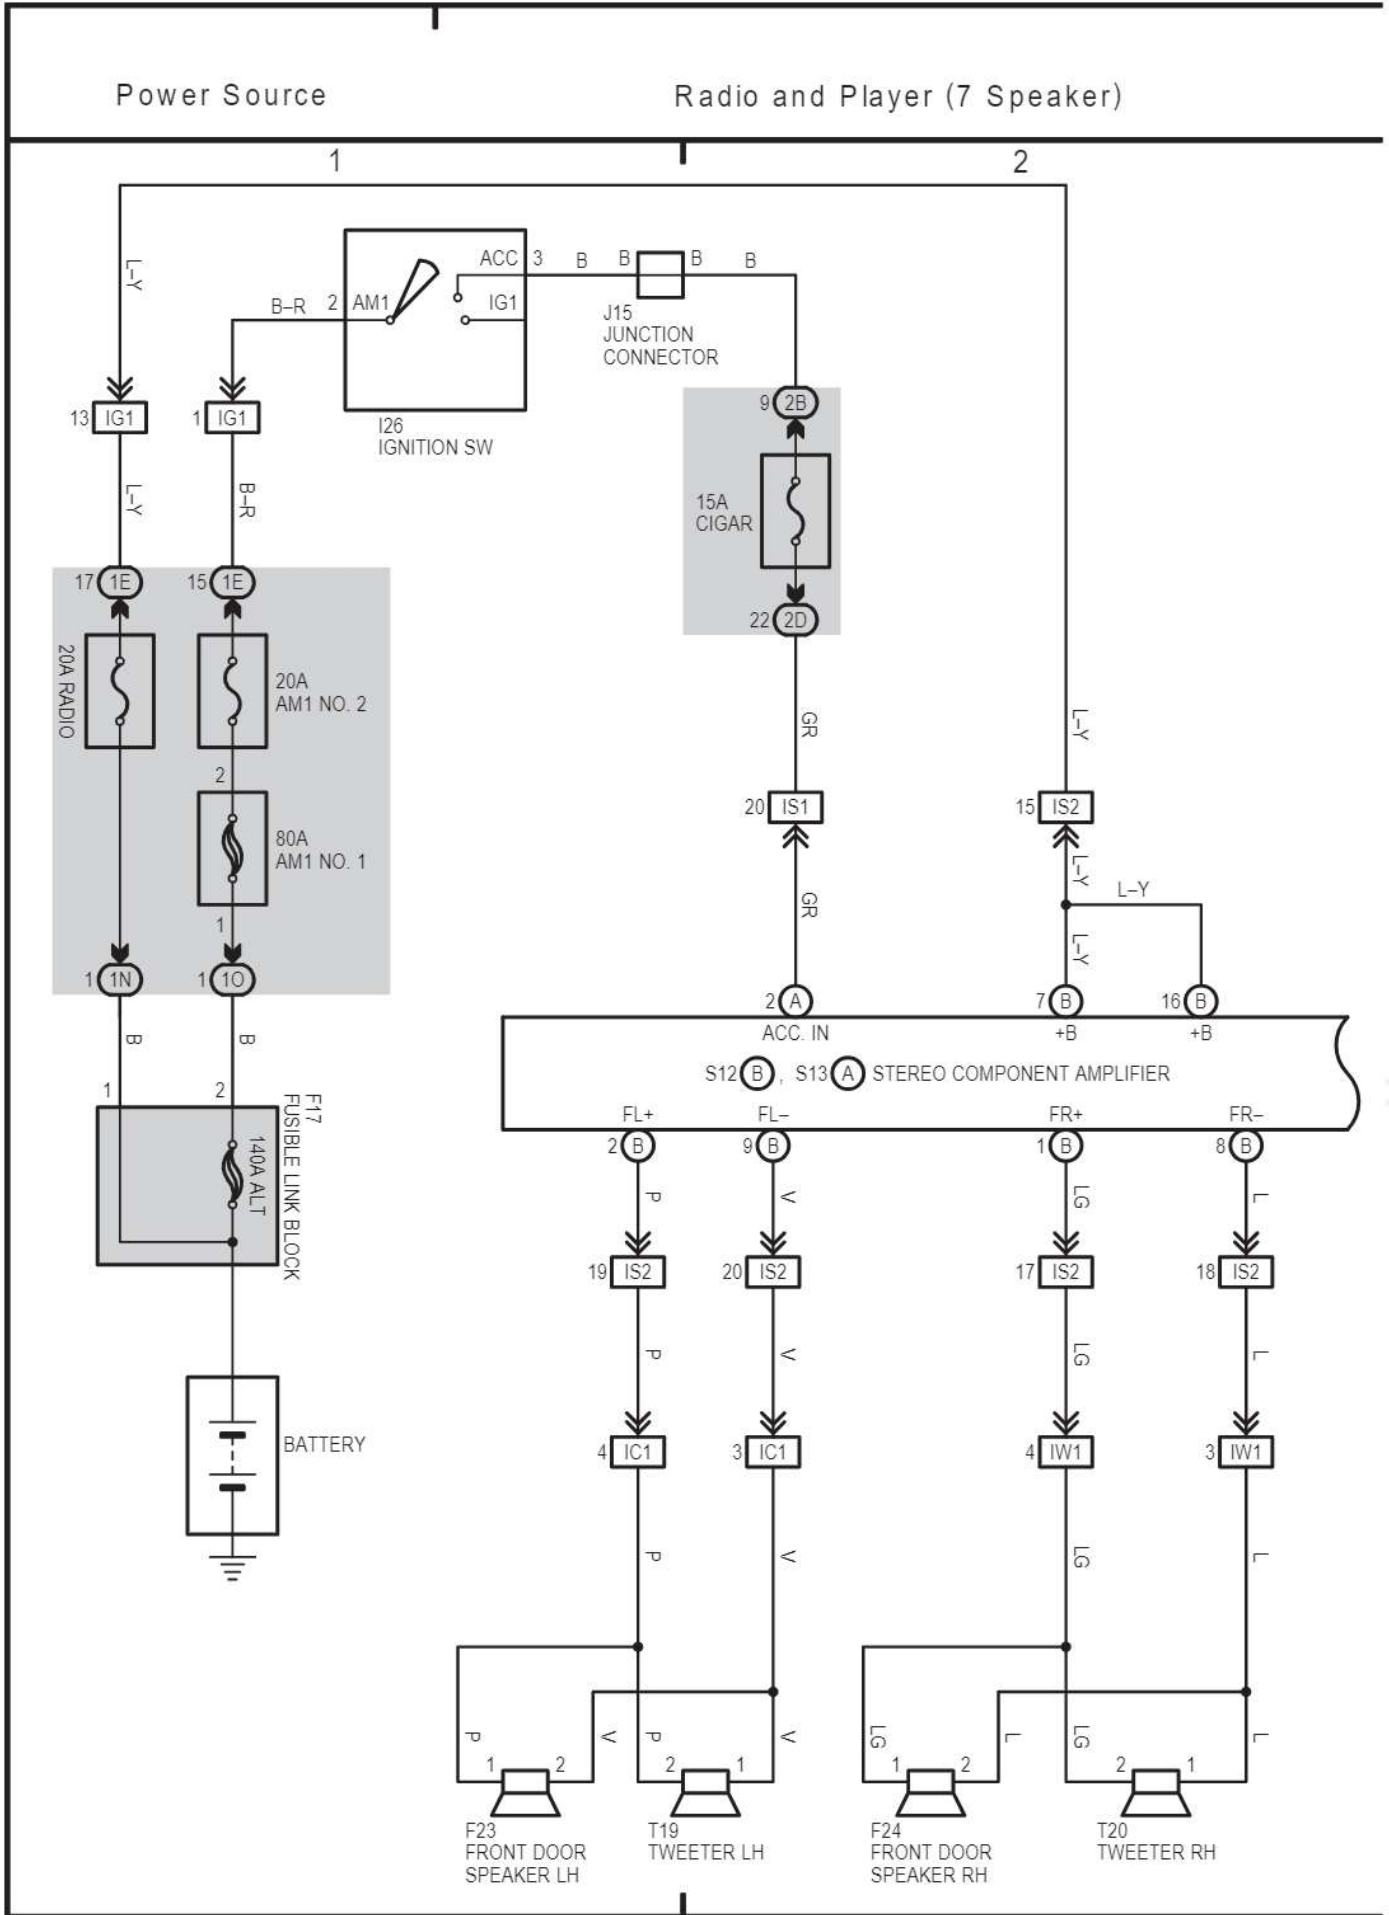 Power Source
Radio and Player (7 Speaker)
1
2
L–Y
B–R
2
AM1
ACC
3
IG1
B
B
B
B
J15
JUNCTION
CONNECTOR
I26
IGNITION SW
13 IG1
1 IG1
L–Y
B–R
9 2B
15A
CIGAR
22 2D
17 1E
15 1E
20A RADIO
20A
AM1 NO. 2
2
80A
AM1 NO. 1
1
1 1N
1 1O
B
B
1
2
F17
FUSIBLE LINK BLOCK
140A ALT
BATTERY
GR
L–Y
20 IS1
15 IS2
GR
L–Y
L–Y
L–Y
2 A
7 B
16 B
ACC. IN
+B
+B
S12 B , S13 A STEREO COMPONENT AMPLIFIER
FL+
FL–
FR+
FR–
2 B
9 B
1 B
8 B
P
V
LG
L
19 IS2
20 IS2
17 IS2
18 IS2
P
V
LG
L
4 IC1
3 IC1
4 IW1
3 IW1
P
V
LG
L
P
V
P
V
LG
L
LG
L
1
2
2
1
1
2
2
1
F23
FRONT DOOR
SPEAKER LH
T19
TWEETER LH
F24
FRONT DOOR
SPEAKER RH
T20
TWEETER RH